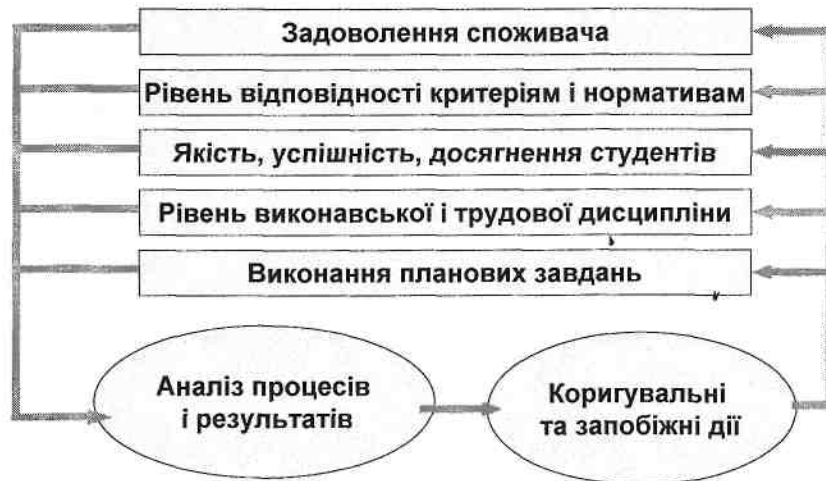 Задоволення споживача
Рівень відповідності критеріям і нормативам
Якість, успішність, досягнення студентів
Рівень виконавської і трудової дисципліни
Виконання планових завдань
Аналіз процесів
і результатів
Коригувальні
та запобіжні дії